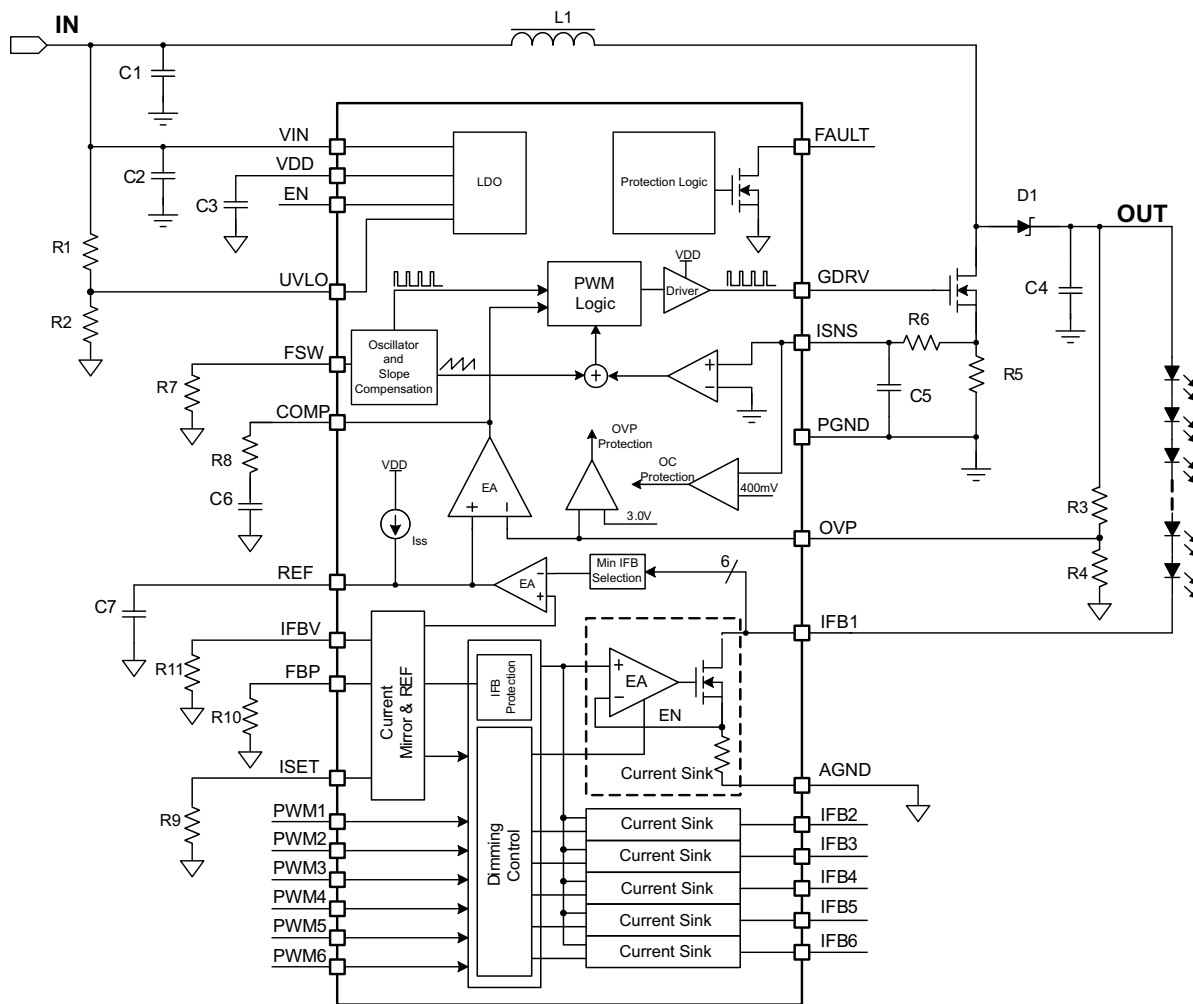 IN
L1
C1
VIN
VDD
EN
C2
C3
LDO
Protection Logic
FAULT
D1
OUT
R1
UVLO
R2
PWM
Logic
VDD
Driver
GDRV
C4
FSW
Oscillator
and
Slope
Compensation
+
+
−
ISNS
R6
R5
C5
R7
COMP
PGND
R8
C6
VDD
Iss
EA
+
−
OVP
Protection
OC
Protection
400mV
3.0V
OVP
R3
R4
REF
C7
EA
−
+
Min IFB
Selection
6
IFB1
IFBV
R11
FBP
R10
Current
Mirror & REF
IFB
Protection
+
−
EA
EN
Current Sink
ISET
R9
AGND
PWM1
PWM2
PWM3
PWM4
PWM5
PWM6
Dimming
Control
Current Sink
Current Sink
Current Sink
Current Sink
Current Sink
IFB2
IFB3
IFB4
IFB5
IFB6